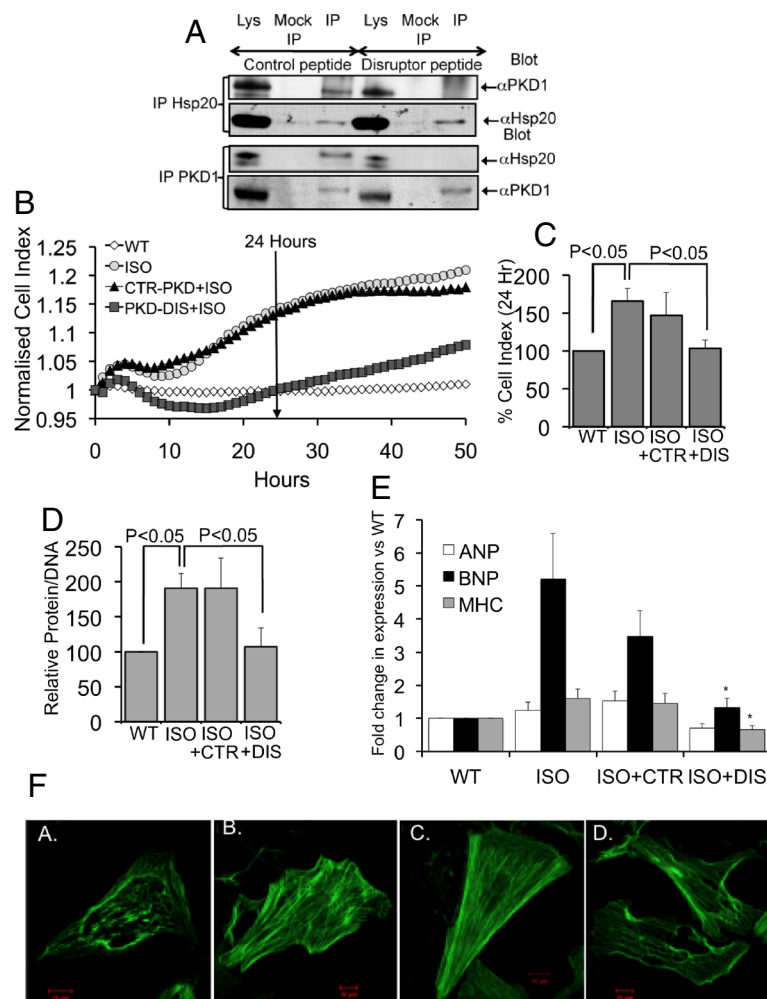 A
Lys Mock IP IP Lys Mock IP IP
Control peptide Disruptor peptide Blot
IP Hsp20
αPKD1
αHsp20
Blot
IP PKD1
αHsp20
αPKD1
B
Normalised Cell Index
1.25
1.2
1.15
1.1
1.05
1
0.95
24 Hours
WT
ISO
CTR-PKD+ISO
PKD-DIS+ISO
0 10 20 30 40 50
Hours
C
P<0.05 P<0.05
% Cell Index (24 Hr)
200
150
100
50
0
WT ISO ISO +CTR ISO +DIS
D
P<0.05 P<0.05
Relative Protein/DNA
250
200
150
100
50
0
WT ISO ISO +CTR ISO +DIS
E
Fold change in expression vs WT
7
6
5
4
3
2
1
0
ANP
BNP
MHC
* *
WT ISO ISO+CTR ISO+DIS
F
A. B. C. D.